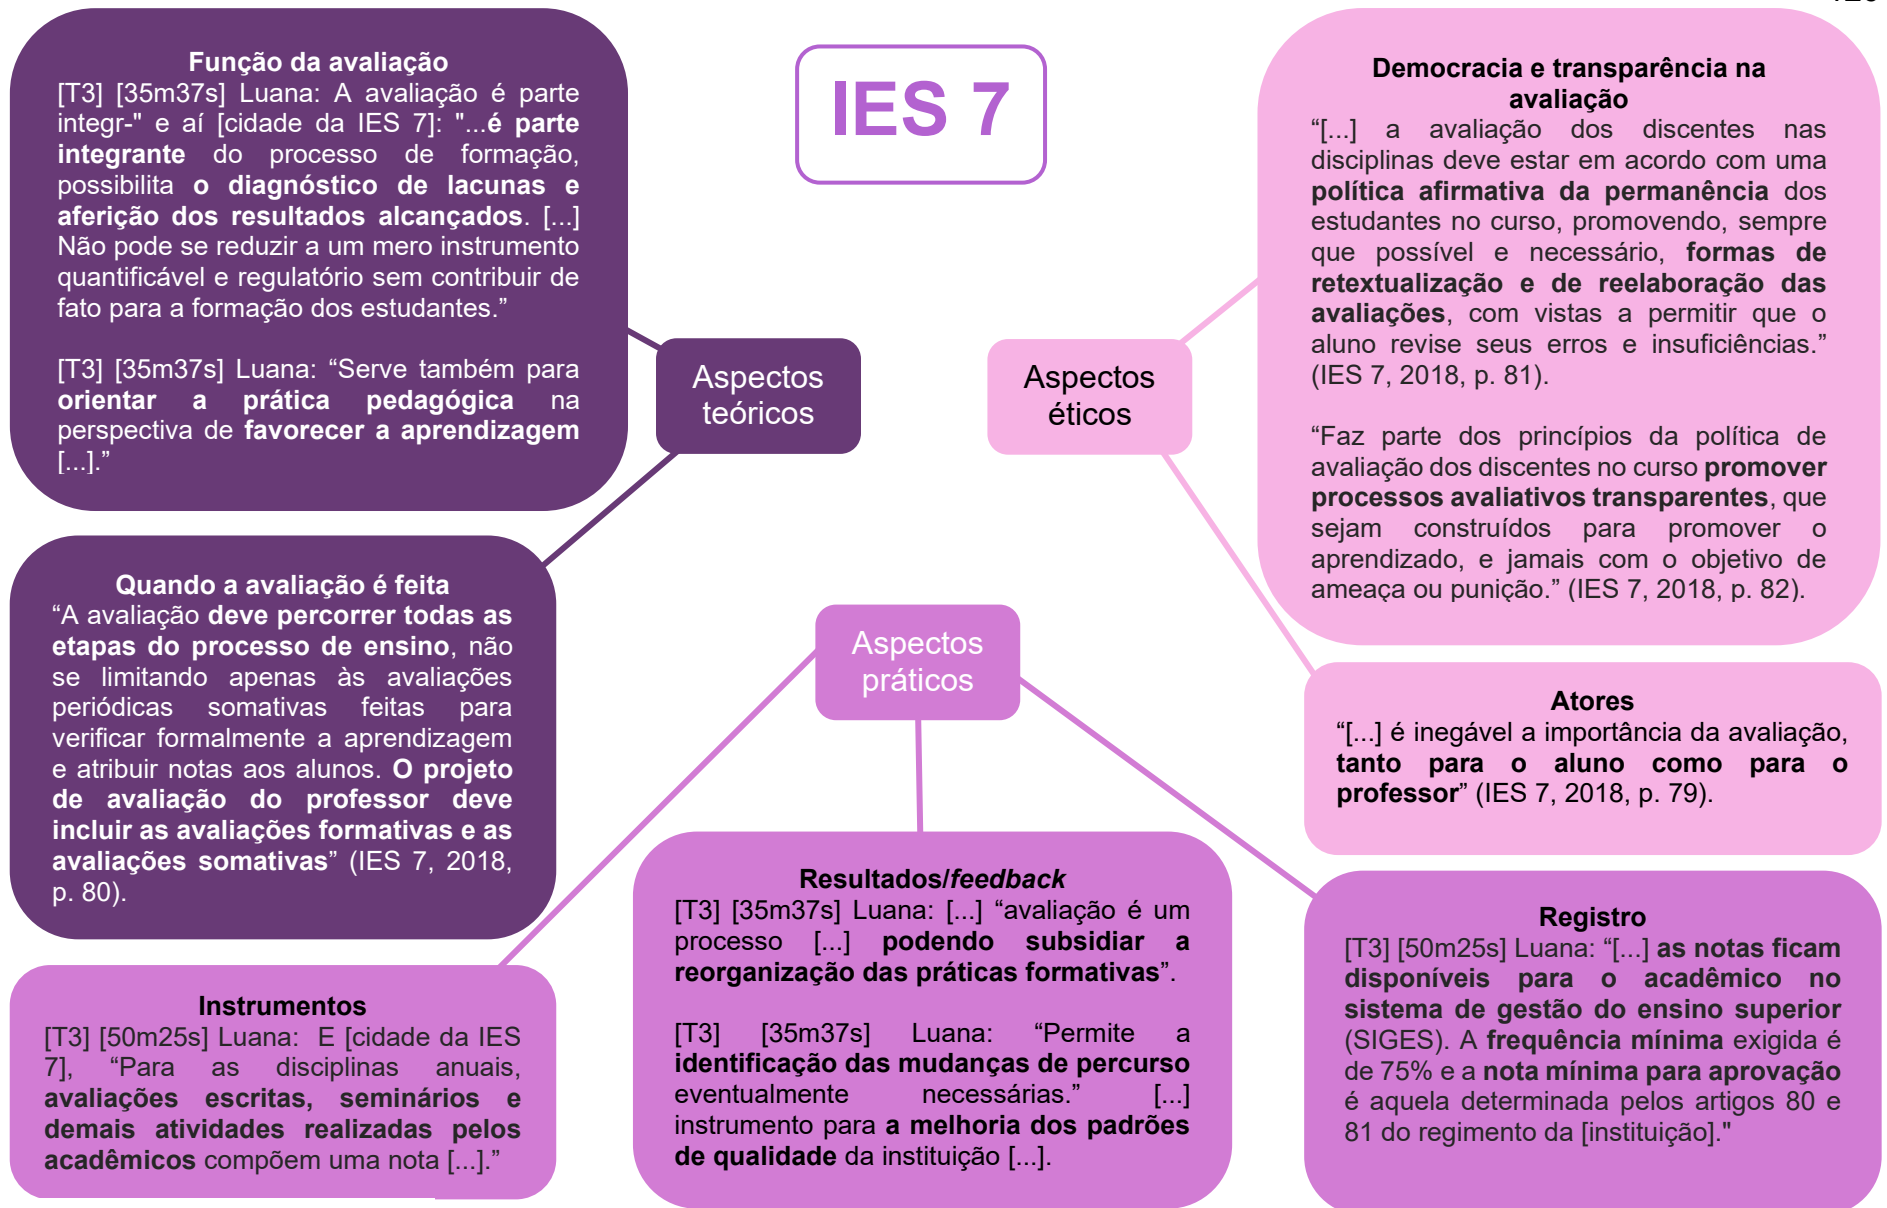 Função da avaliação
[T3] [35m37s] Luana: A avaliação é parte
integr-" e aí [cidade da IES 7]: "...é parte
integrante do processo de formação,
possibilita o diagnóstico de lacunas e
aferição dos resultados alcançados. [...]
Não pode se reduzir a um mero instrumento
quantificável e regulatório sem contribuir de
fato para a formação dos estudantes.”
[T3] [35m37s] Luana: “Serve também para
orientar a prática pedagógica na
perspectiva de favorecer a aprendizagem
[...].”
IES 7
Democracia e transparência na
avaliação
“[...] a avaliação dos discentes nas
disciplinas deve estar em acordo com uma
política afirmativa da permanência dos
estudantes no curso, promovendo, sempre
que possível e necessário, formas de
retextualização e de reelaboração das
avaliações, com vistas a permitir que o
aluno revise seus erros e insuficiências.”
(IES 7, 2018, p. 81).
“Faz parte dos princípios da política de
avaliação dos discentes no curso promover
processos avaliativos transparentes, que
sejam construídos para promover o
aprendizado, e jamais com o objetivo de
ameaça ou punição.” (IES 7, 2018, p. 82).
Aspectos
teóricos
Aspectos
éticos
Quando a avaliação é feita
“A avaliação deve percorrer todas as
etapas do processo de ensino, não
se limitando apenas às avaliações
periódicas somativas feitas para
verificar formalmente a aprendizagem
e atribuir notas aos alunos. O projeto
de avaliação do professor deve
incluir as avaliações formativas e as
avaliações somativas” (IES 7, 2018,
p. 80).
Aspectos
práticos
Atores
“[...] é inegável a importância da avaliação,
tanto para o aluno como para o
professor” (IES 7, 2018, p. 79).
Instrumentos
[T3] [50m25s] Luana: E [cidade da IES
7], “Para as disciplinas anuais,
avaliações escritas, seminários e
demais atividades realizadas pelos
acadêmicos compõem uma nota [...].”
Resultados/feedback
[T3] [35m37s] Luana: [...] “avaliação é um
processo [...] podendo subsidiar a
reorganização das práticas formativas”.
[T3] [35m37s] Luana: “Permite a
identificação das mudanças de percurso
eventualmente necessárias.” [...]
instrumento para a melhoria dos padrões
de qualidade da instituição [...].
Registro
[T3] [50m25s] Luana: “[...] as notas ficam
disponíveis para o acadêmico no
sistema de gestão do ensino superior
(SIGES). A frequência mínima exigida é
de 75% e a nota mínima para aprovação
é aquela determinada pelos artigos 80 e
81 do regimento da [instituição]."